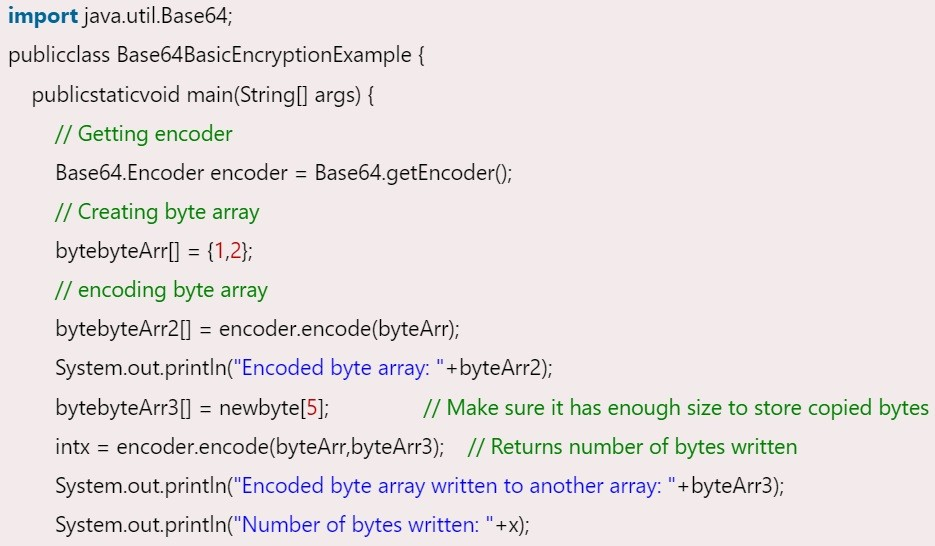 import java.util.Base64;
publicclass Base64BasicEncryptionExample {
publicstaticvoid main(String[] args) {
// Getting encoder
Base64.Encoder encoder = Base64.getEncoder();
// Creating byte array
bytebyteArr[] = {1,2};
// encoding byte array
bytebyteArr2[] = encoder.encode(byteArr);
System.out.println("Encoded byte array: "+byteArr2);
bytebyteArr3[] = newbyte[5]; // Make sure it has enough size to store copied bytes
intx = encoder.encode(byteArr,byteArr3); // Returns number of bytes written
System.out.println("Encoded byte array written to another array: "+byteArr3);
System.out.println("Number of bytes written: "+x);